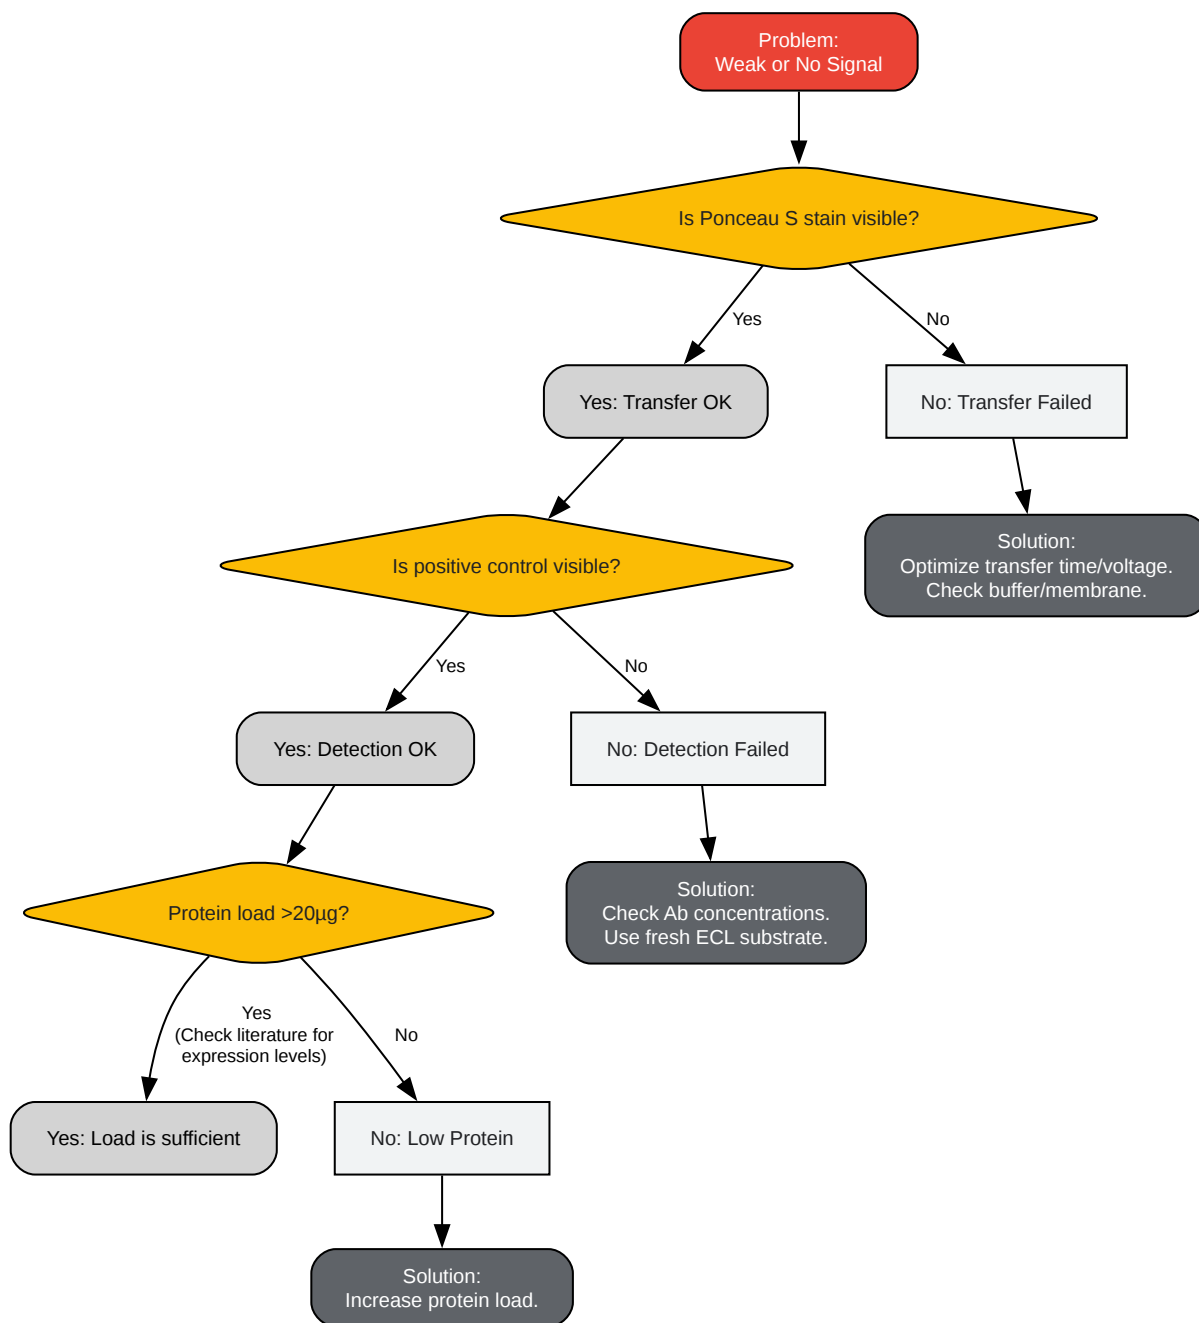 Problem:
Weak or No Signal
Is Ponceau S stain visible?
Yes
No
Yes: Transfer OK
No: Transfer Failed
Solution:
Optimize transfer time/voltage.
Check buffer/membrane.
Is positive control visible?
Yes
No
Yes: Detection OK
No: Detection Failed
Solution:
Check Ab concentrations.
Use fresh ECL substrate.
Protein load >20µg?
Yes
(Check literature for
expression levels)
No
Yes: Load is sufficient
No: Low Protein
Solution:
Increase protein load.